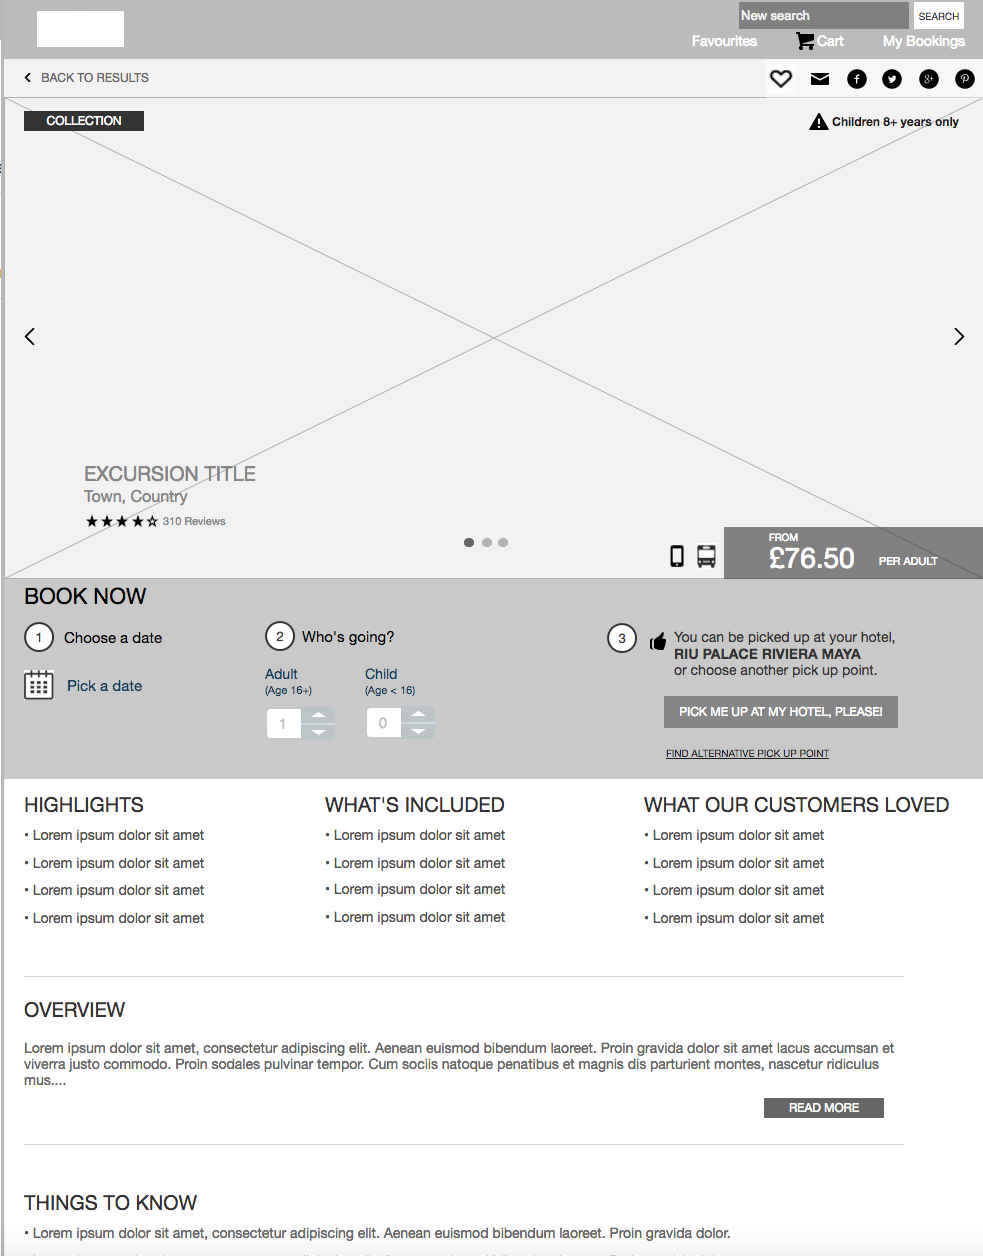 New search
SEARCH
Favourites
Cart
My Bookings
BACK TO RESULTS
COLLECTION
Children 8+ years only
EXCURSION TITLE
Town, Country
310 Reviews
FROM
£76.50
PER ADULT
BOOK NOW
1
Choose a date
2
Who's going?
3
You can be picked up at your hotel,
RIU PALACE RIVIERA MAYA
or choose another pick up point.
Pick a date
Adult
(Age 16+)
Child
(Age < 16)
1
0
PICK ME UP AT MY HOTEL, PLEASE!
FIND ALTERNATIVE PICK UP POINT
HIGHLIGHTS
• Lorem ipsum dolor sit amet
• Lorem ipsum dolor sit amet
• Lorem ipsum dolor sit amet
• Lorem ipsum dolor sit amet
WHAT'S INCLUDED
• Lorem ipsum dolor sit amet
• Lorem ipsum dolor sit amet
• Lorem ipsum dolor sit amet
• Lorem ipsum dolor sit amet
WHAT OUR CUSTOMERS LOVED
• Lorem ipsum dolor sit amet
• Lorem ipsum dolor sit amet
• Lorem ipsum dolor sit amet
• Lorem ipsum dolor sit amet
OVERVIEW
Lorem ipsum dolor sit amet, consectetur adipiscing elit. Aenean euismod bibendum laoreet. Proin gravida dolor sit amet lacus accumsan et
viverra justo commodo. Proin sodales pulvinar tempor. Cum sociis natoque penatibus et magnis dis parturient montes, nascetur ridiculus
mus....
READ MORE
THINGS TO KNOW
• Lorem ipsum dolor sit amet, consectetur adipiscing elit. Aenean euismod bibendum laoreet. Proin gravida dolor.